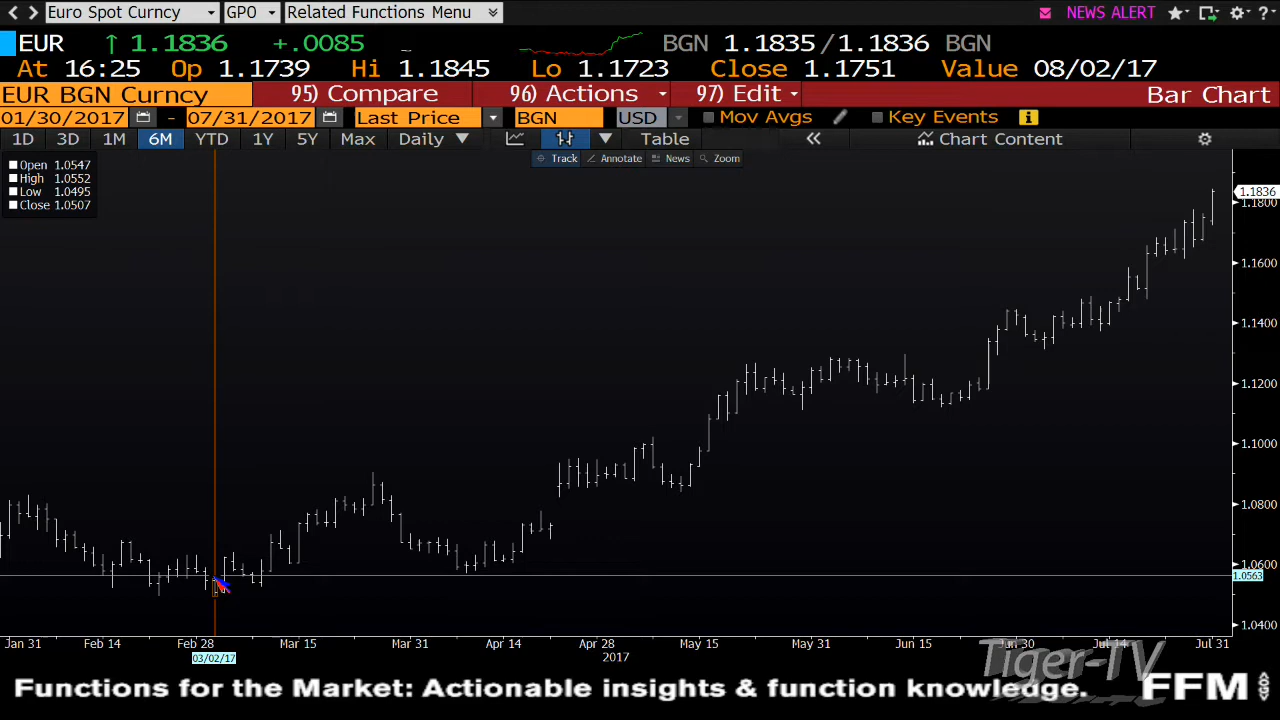 Euro Spot Curncy GPO Related Functions Menu NEWS ALERT ?
EUR ↑ 1.1836 +.0085 BGN 1.1835/1.1836 BGN
At 16:25 Op 1.1739 Hi 1.1845 Lo 1.1723 Close 1.1751 Value 08/02/17
EUR BGN Curncy 95) Compare 96) Actions 97) Edit Bar Chart
01/30/2017 - 07/31/2017 Last Price BGN USD Mov Avgs Key Events
1D 3D 1M 6M YTD 1Y 5Y Max Daily Table « Chart Content
Track Annotate News Zoom
Open 1.0547
High 1.0552
Low 1.0495
Close 1.0507
1.1836
1.1800
1.1600
1.1400
1.1200
1.1000
1.0800
1.0600
1.0563
1.0400
Jan 31 Feb 14 Feb 28 Mar 15 Mar 31 Apr 14 Apr 28 May 15 May 31 Jun 15 Jun 30 Jul 14 Jul 31
03/02/17 2017
Tiger-TV
Functions for the Market: Actionable insights & function knowledge. FFM